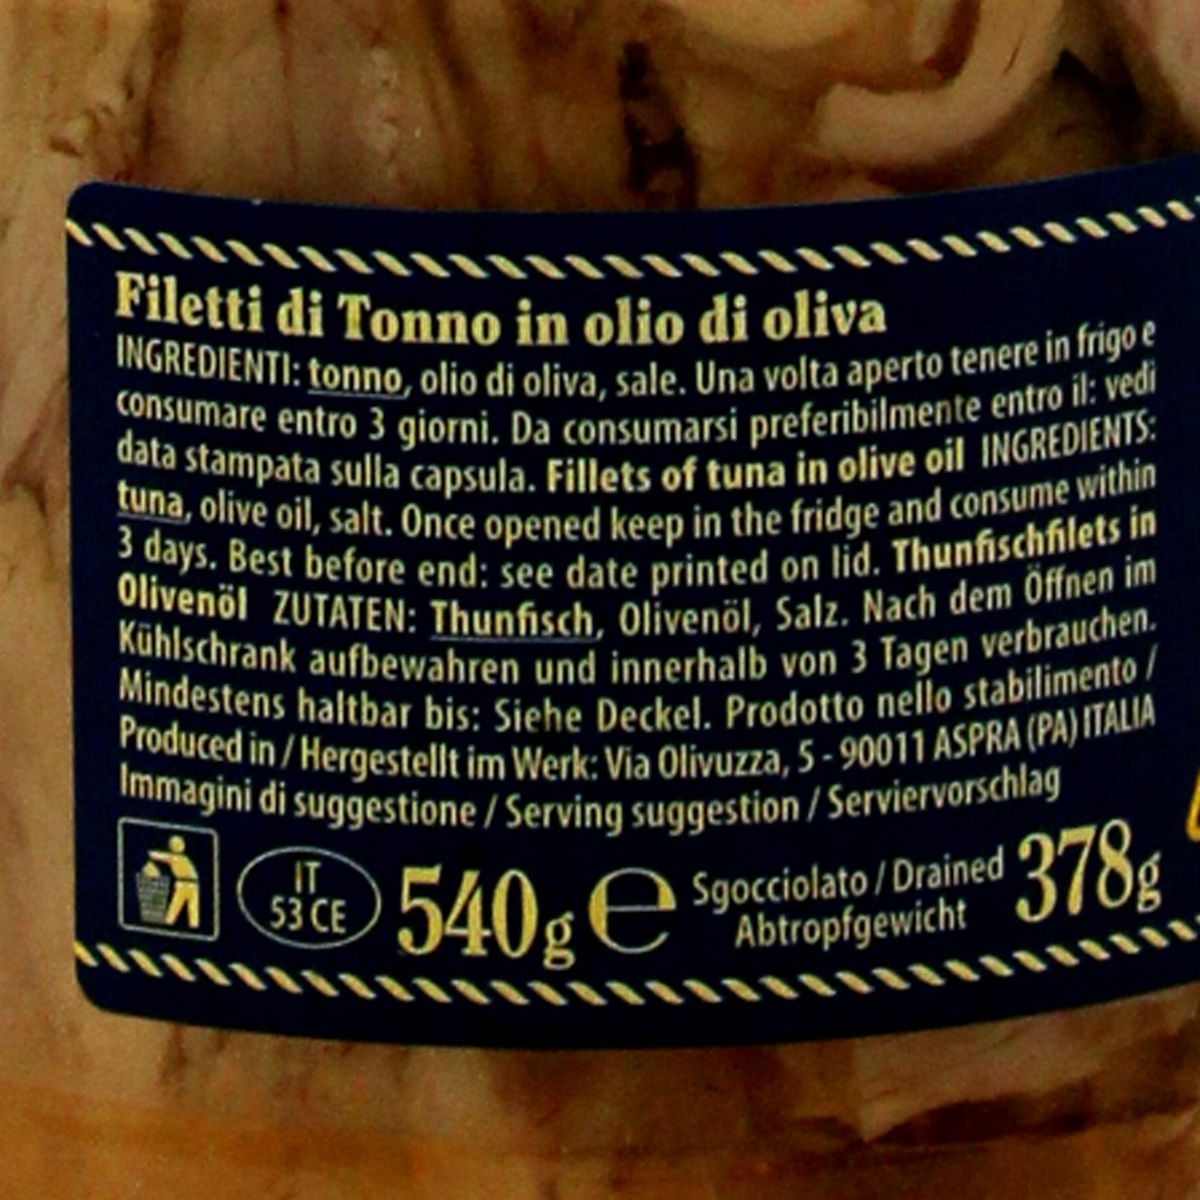 Filetti di Tonno in olio di oliva
INGREDIENTI: tonno, olio di oliva, sale. Una volta aperto tenere in frigo e
consumare entro 3 giorni. Da consumarsi preferibilmente entro il: vedi
data stampata sulla capsula. Fillets of tuna in olive oil INGREDIENTS:
tuna, olive oil, salt. Once opened keep in the fridge and consume within
3 days. Best before end: see date printed on lid. Thunfischfilets in
Olivenöl ZUTATEN: Thunfisch, Olivenöl, Salz. Nach dem Öffnen im
Kühlschrank aufbewahren und innerhalb von 3 Tagen verbrauchen.
Mindestens haltbar bis: Siehe Deckel. Prodotto nello stabilimento /
Produced in / Hergestellt im Werk: Via Olivuzza, 5 - 90011 ASPRA (PA) ITALIA
Immagini di suggestione / Serving suggestion / Serviervorschlag
IT
53 CE
540g ℮
Sgocciolato / Drained
Abtropfgewicht
378g